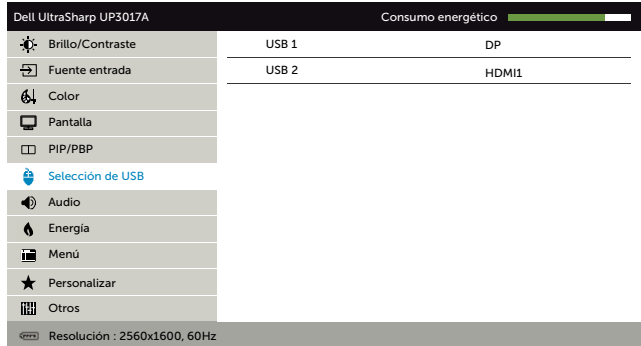 Dell UltraSharp UP3017A Consumo energético
Brillo/Contraste USB 1 DP
Fuente entrada USB 2 HDMI1
Color
Pantalla
PIP/PBP
Selección de USB
Audio
Energía
Menú
Personalizar
Otros
Resolución : 2560x1600, 60Hz